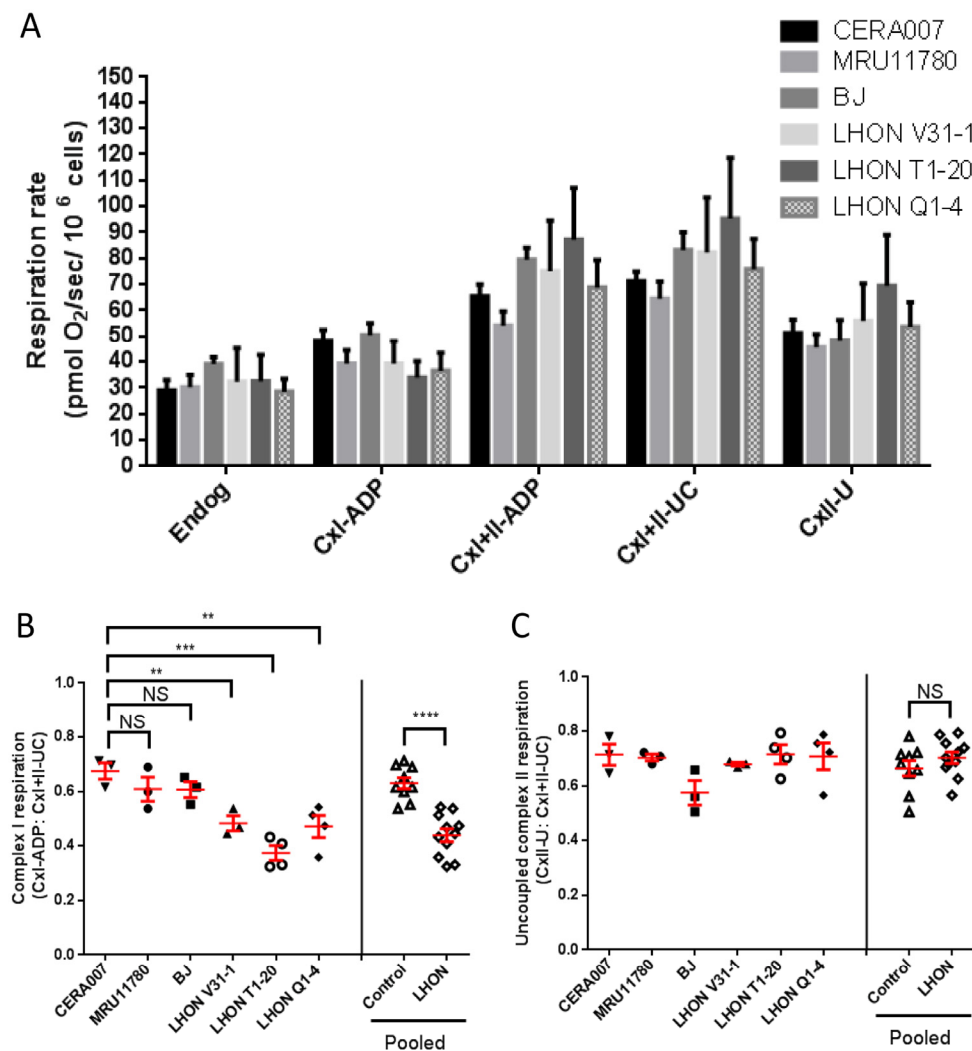 A
CERA007
MRU11780
BJ
LHON V31-1
LHON T1-20
LHON Q1-4
Respiration rate
(pmol O2/sec/ 10 6 cells)
150
140
130
120
110
100
90
80
70
60
50
40
30
20
10
0
Endog
CxI-ADP
CxI+II-ADP
CxI+II-UC
CxII-U
B
**
***
**
NS
NS
****
Complex I respiration
(CxI-ADP: CxI+II-UC)
1.0
0.8
0.6
0.4
0.2
0.0
CERA007
MRU11780
BJ
LHON V31-1
LHON T1-20
LHON Q1-4
Control
LHON
Pooled
C
NS
Uncoupled complex II respiration
(CxII-U: CxI+II-UC)
1.0
0.8
0.6
0.4
0.2
0.0
CERA007
MRU11780
BJ
LHON V31-1
LHON T1-20
LHON Q1-4
Control
LHON
Pooled